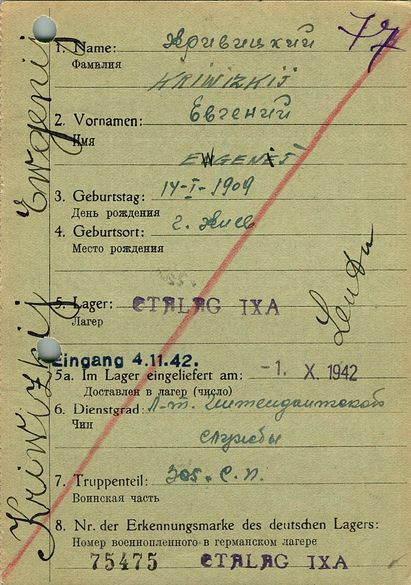 77
1. Name: Кривицкий
Фамилия
KRIWIZKIJ
2. Vornamen: Евгений
Имя
EWGENIJ
3. Geburtstag: 14-I-1909
День рождения
4. Geburtsort: г. Киев
Место рождения
5. Lager: STALAG IXA
Лагер
Eingang 4.11.42.
5a. Im Lager eingeliefert am: -1. X. 1942
Доставлен в лагер (число)
6. Dienstgrad: Л-т. Интендантской
Чин
службы
7. Truppenteil: 305. С. П.
Воинская часть
8. Nr. der Erkennungsmarke des deutschen Lagers:
Номер военнопленного в германском лагере
75475 STALAG IXA
Kriwizkij Ewgenij